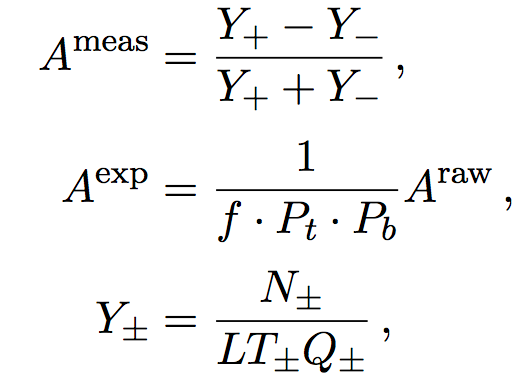 A^meas = (Y_+ − Y_−) / (Y_+ + Y_−) ,
A^exp = 1 / (f · P_t · P_b) A^raw ,
Y_± = N_± / (LT_± Q_±) ,